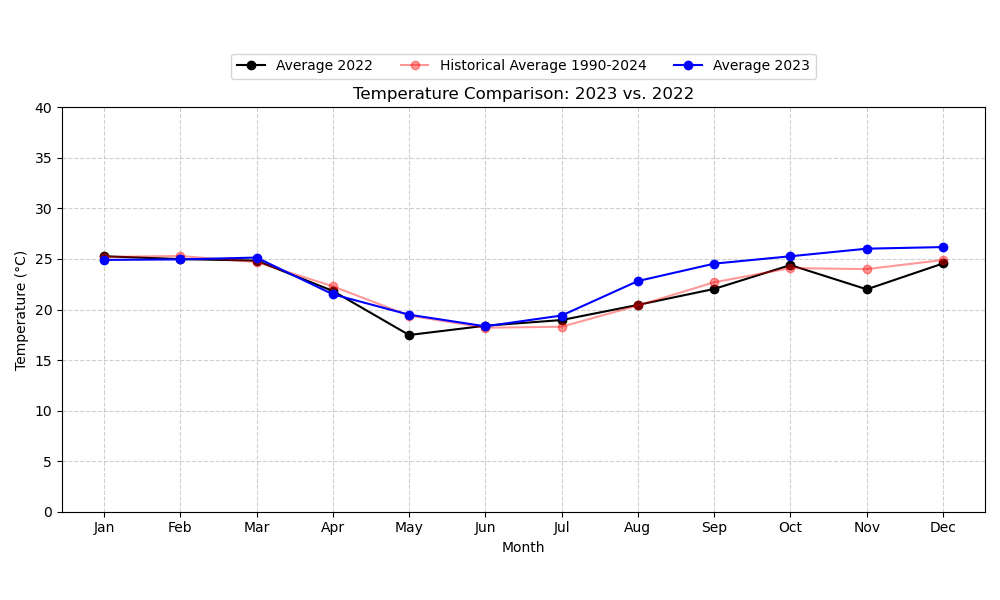 Average 2022 Historical Average 1990-2024 Average 2023
Temperature Comparison: 2023 vs. 2022
40
35
30
25
20
15
10
5
0
Temperature (°C)
Jan Feb Mar Apr May Jun Jul Aug Sep Oct Nov Dec
Month